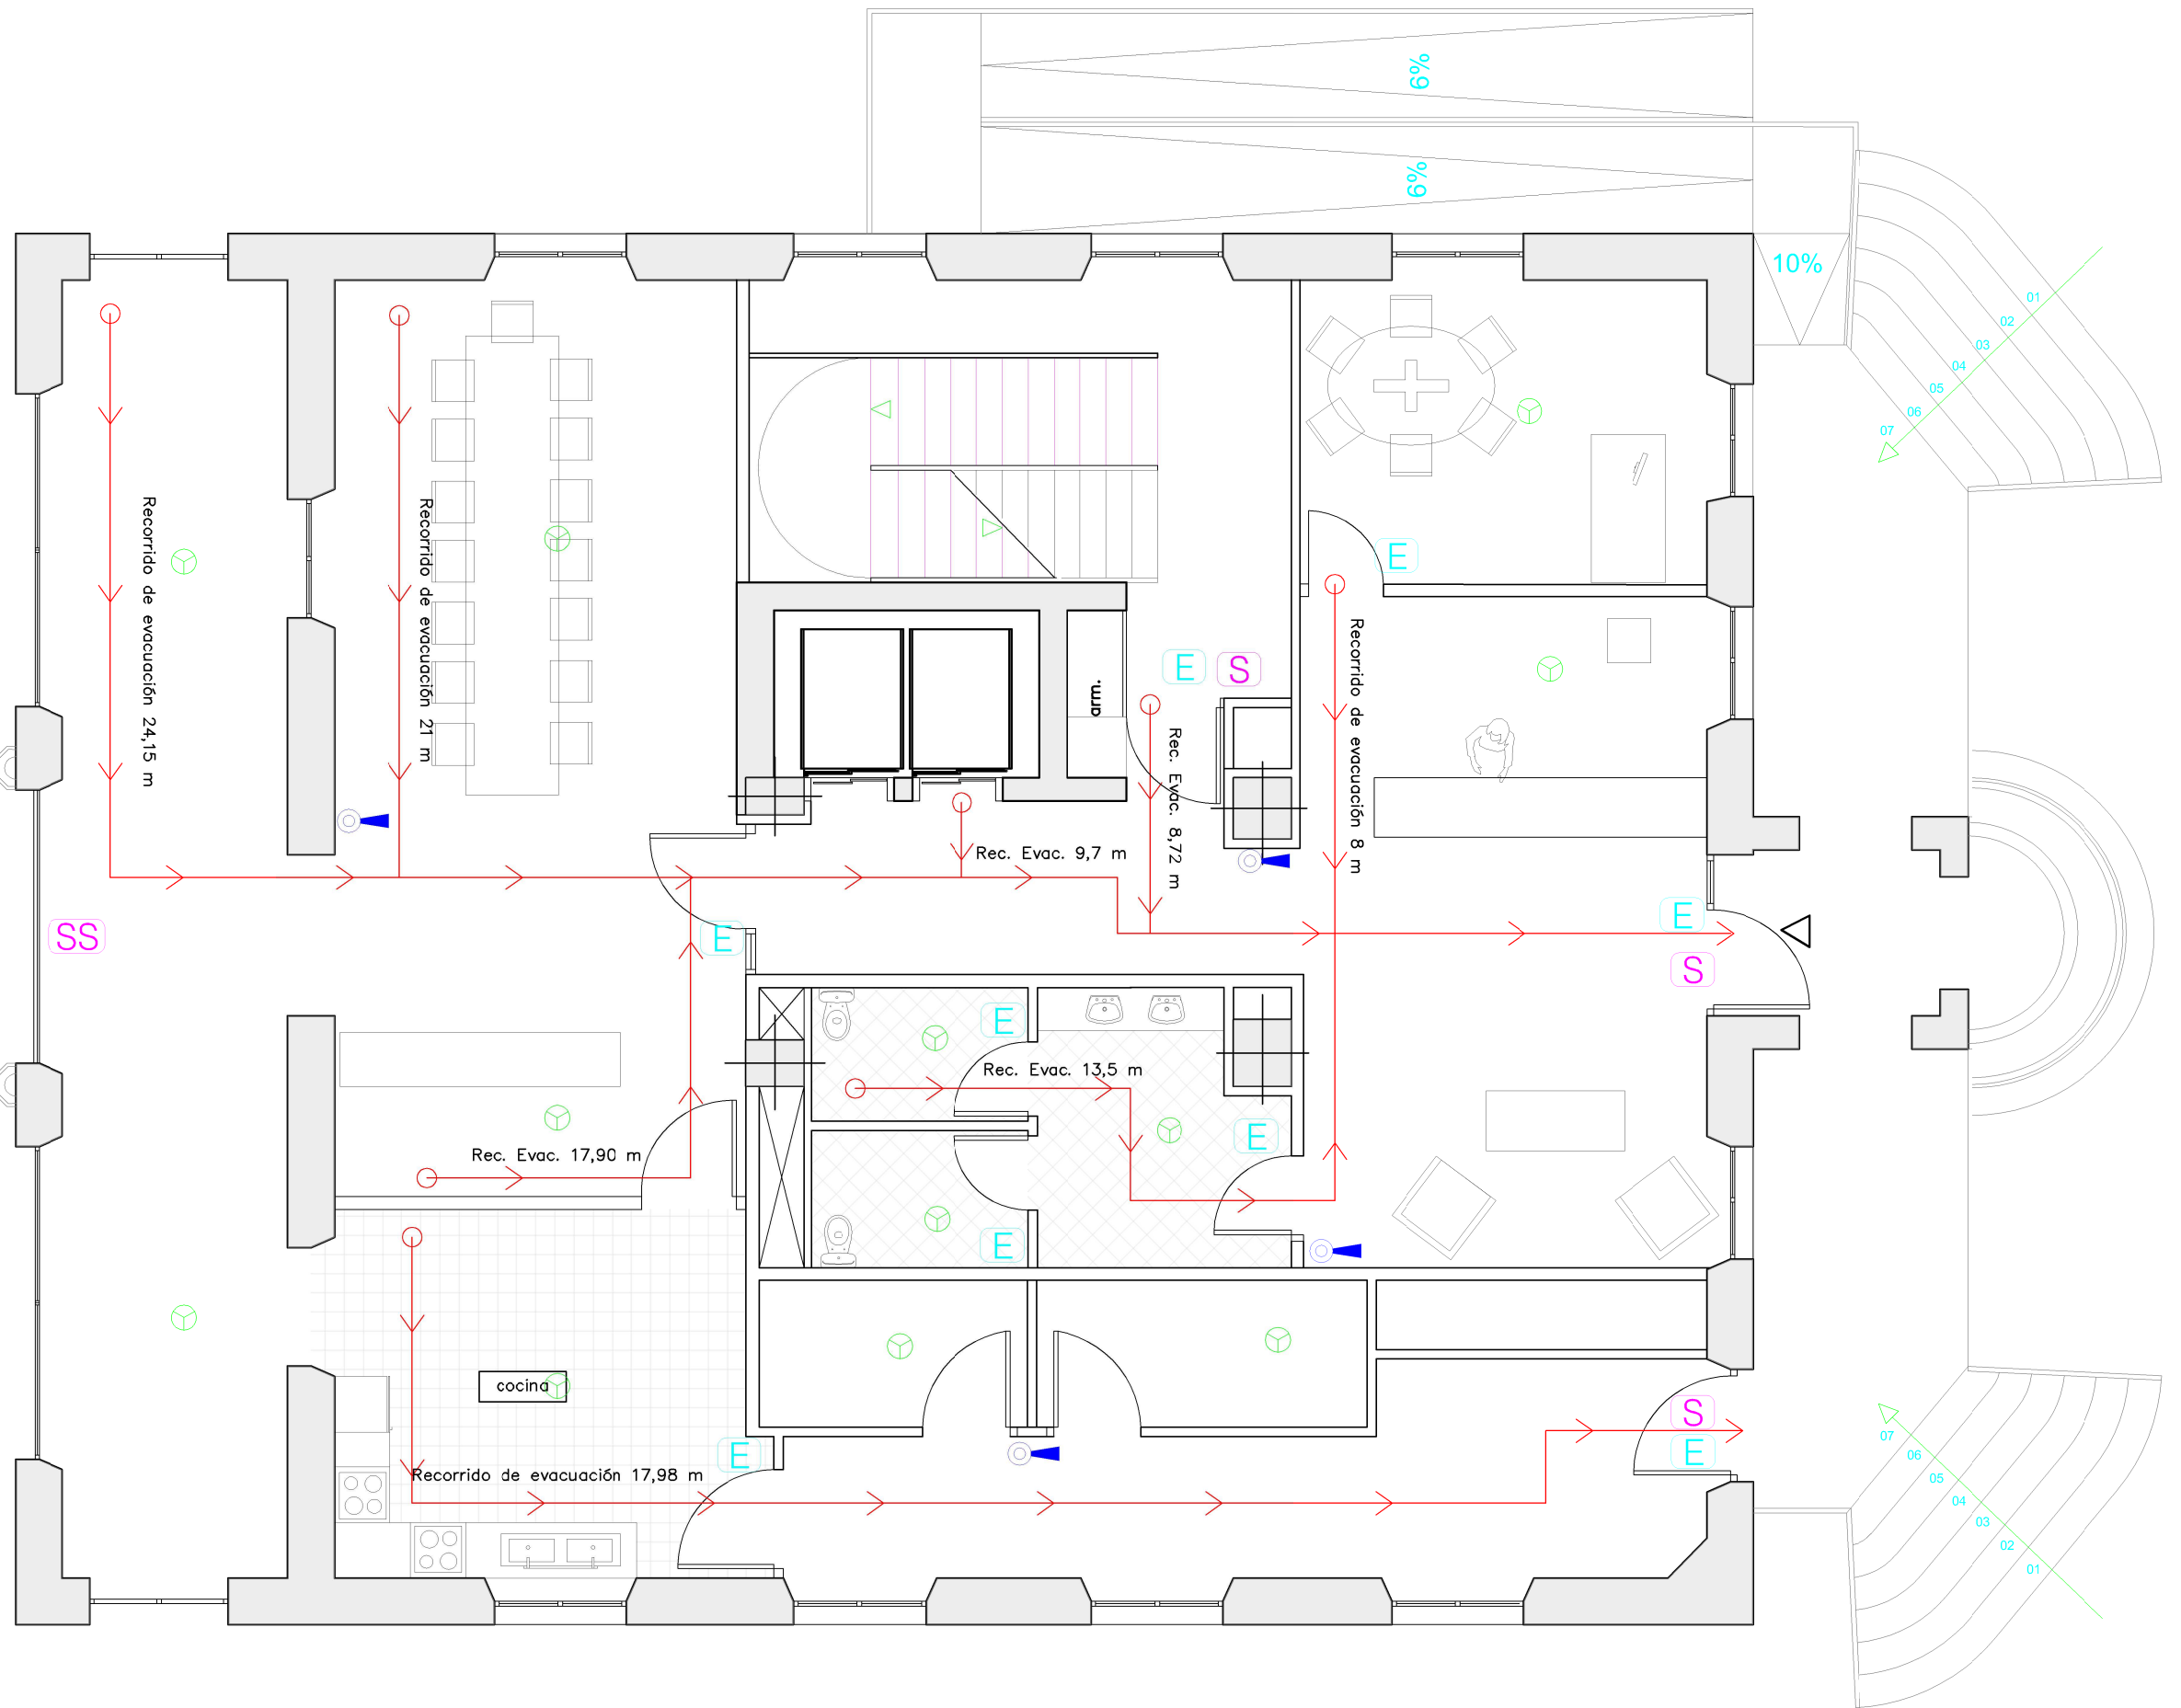 6%
6%
10%
01
02
03
04
05
06
07
E
Recorrido de evacuación 24,15 m
Recorrido de evacuación 21 m
Recorrido de evacuación 8 m
E
S
arm.
Rec. Evac. 8,72 m
Rec. Evac. 9,7 m
SS
E
E
S
E
Rec. Evac. 13,5 m
E
Rec. Evac. 17,90 m
E
cocina
S
E
E
Recorrido de evacuación 17,98 m
07
06
05
04
03
02
01